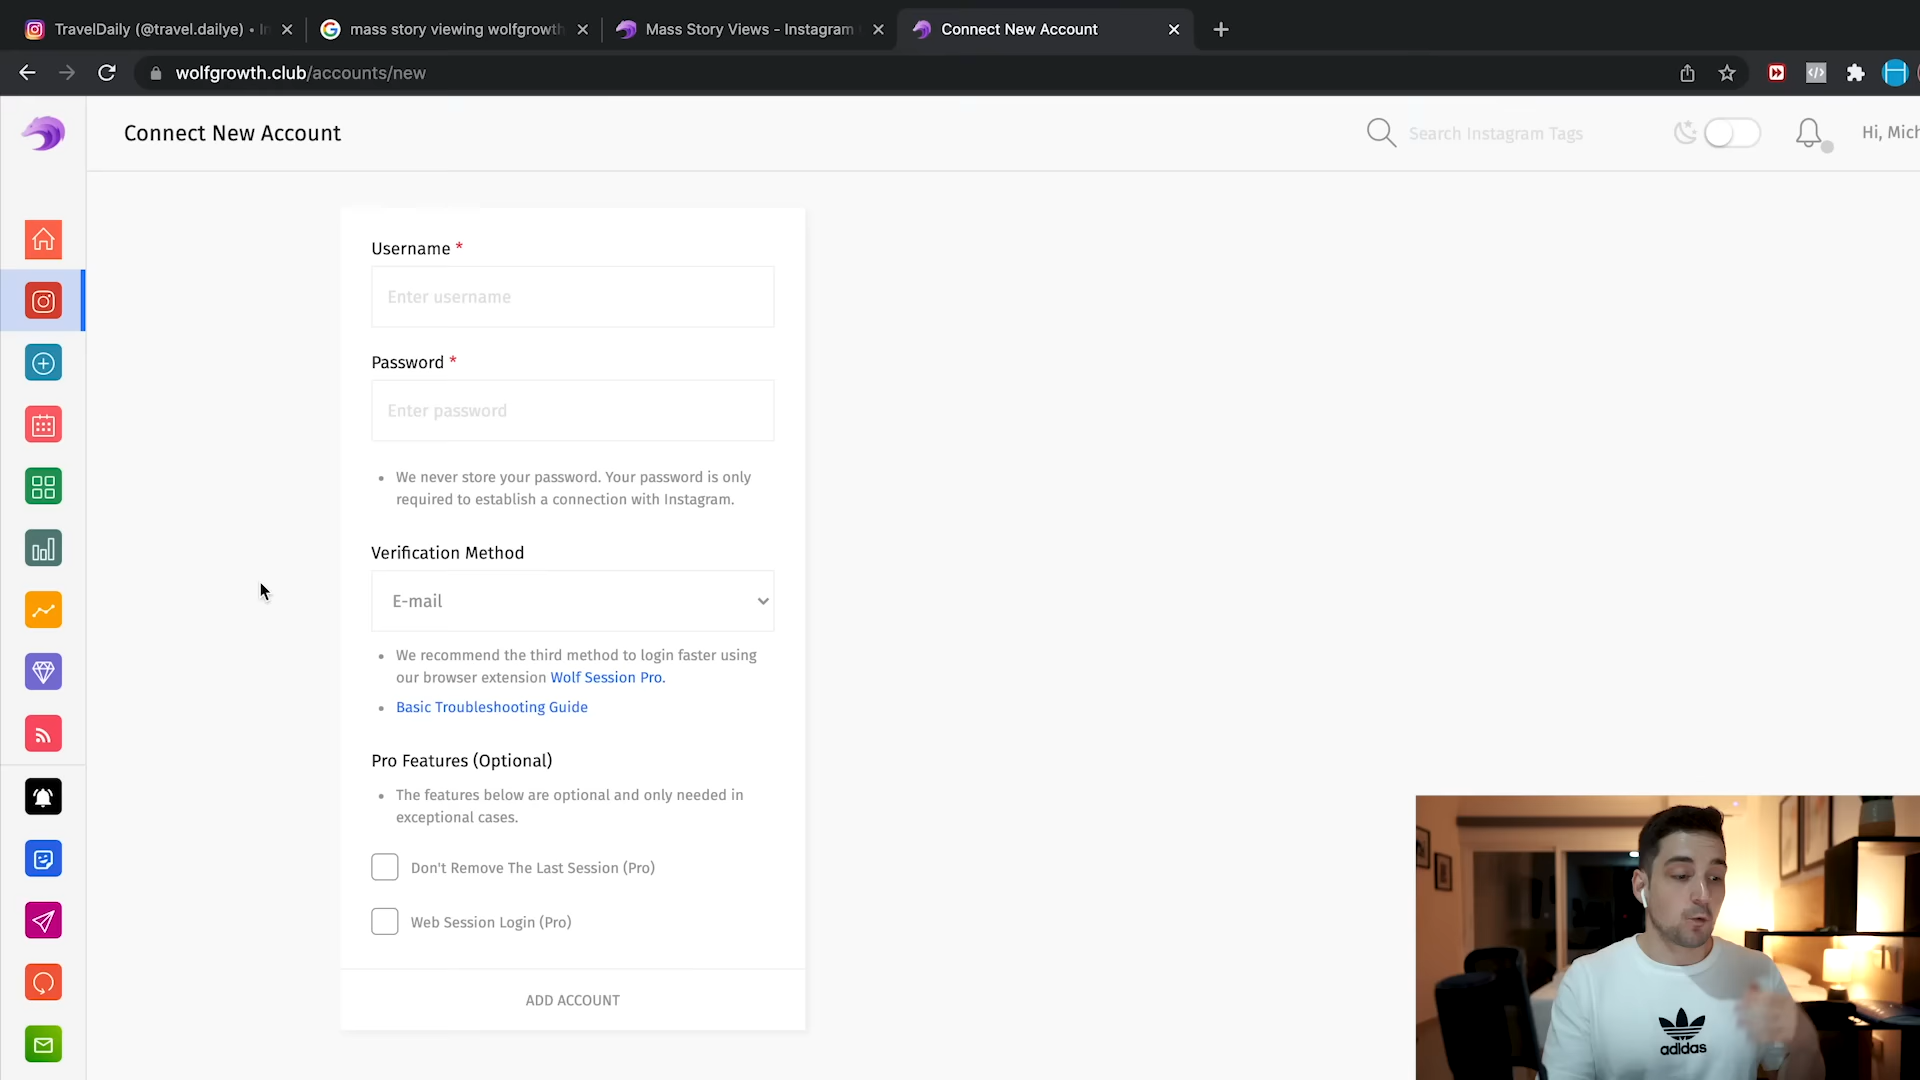 TravelDaily (@travel.dailye) • In
mass story viewing wolfgrowth
Mass Story Views - Instagram
Connect New Account
wolfgrowth.club/accounts/new
Connect New Account
Search Instagram Tags
Hi, Mich
Username *
Enter username
Password *
Enter password
• We never store your password. Your password is only
required to establish a connection with Instagram.
Verification Method
E-mail
• We recommend the third method to login faster using
our browser extension Wolf Session Pro.
• Basic Troubleshooting Guide
Pro Features (Optional)
• The features below are optional and only needed in
exceptional cases.
Don't Remove The Last Session (Pro)
Web Session Login (Pro)
ADD ACCOUNT
adidas